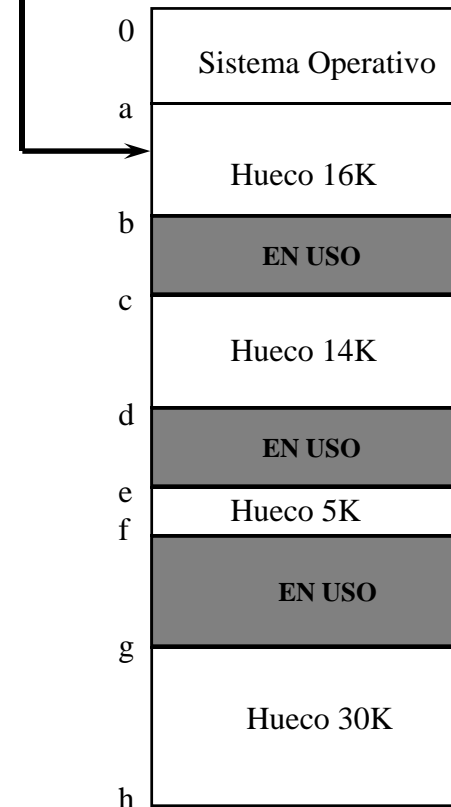 0
Sistema Operativo
a
Hueco 16K
b
EN USO
c
Hueco 14K
d
EN USO
e
Hueco 5K
f
EN USO
g
Hueco 30K
h